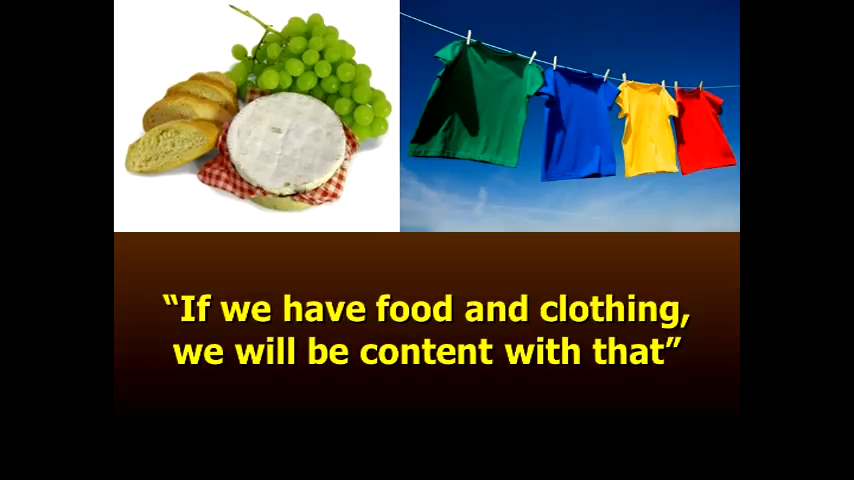 “If we have food and clothing,
we will be content with that”